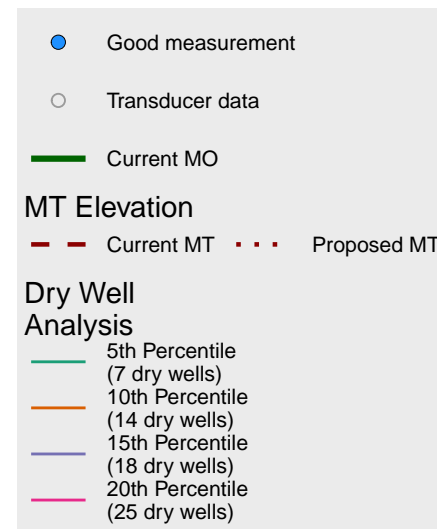 Good measurement
Transducer data
Current MO
MT Elevation
Current MT Proposed MT
Dry Well
Analysis
5th Percentile
(7 dry wells)
10th Percentile
(14 dry wells)
15th Percentile
(18 dry wells)
20th Percentile
(25 dry wells)